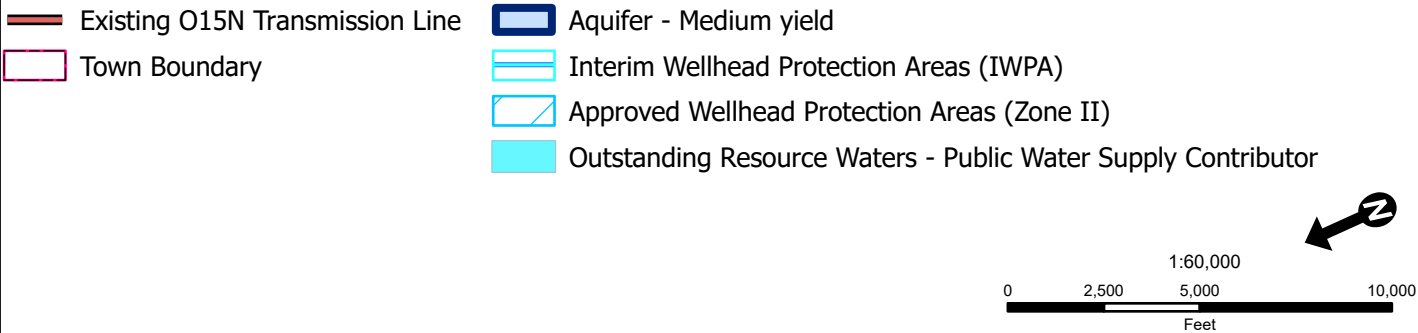 Existing O15N Transmission Line
Town Boundary
Aquifer - Medium yield
Interim Wellhead Protection Areas (IWPA)
Approved Wellhead Protection Areas (Zone II)
Outstanding Resource Waters - Public Water Supply Contributor
N
1:60,000
0 2,500 5,000 10,000
Feet